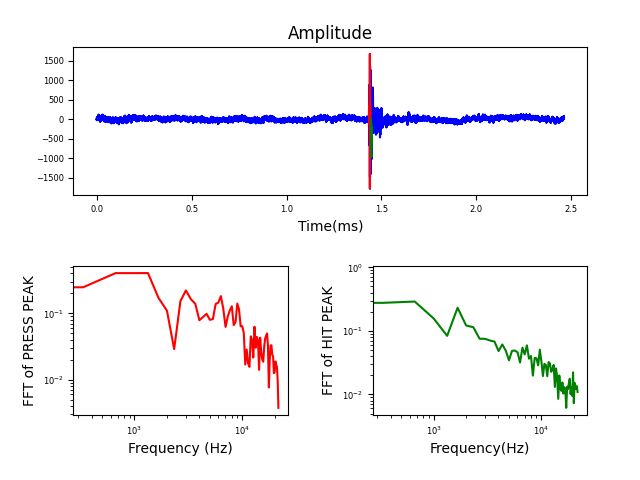 Amplitude
1500
1000
500
0
−500
−1000
−1500
0.0 0.5 1.0 1.5 2.0 2.5
Time(ms)
FFT of PRESS PEAK
10⁻¹
10⁻²
10³ 10⁴
Frequency (Hz)
FFT of HIT PEAK
10⁰
10⁻¹
10⁻²
10³ 10⁴
Frequency(Hz)